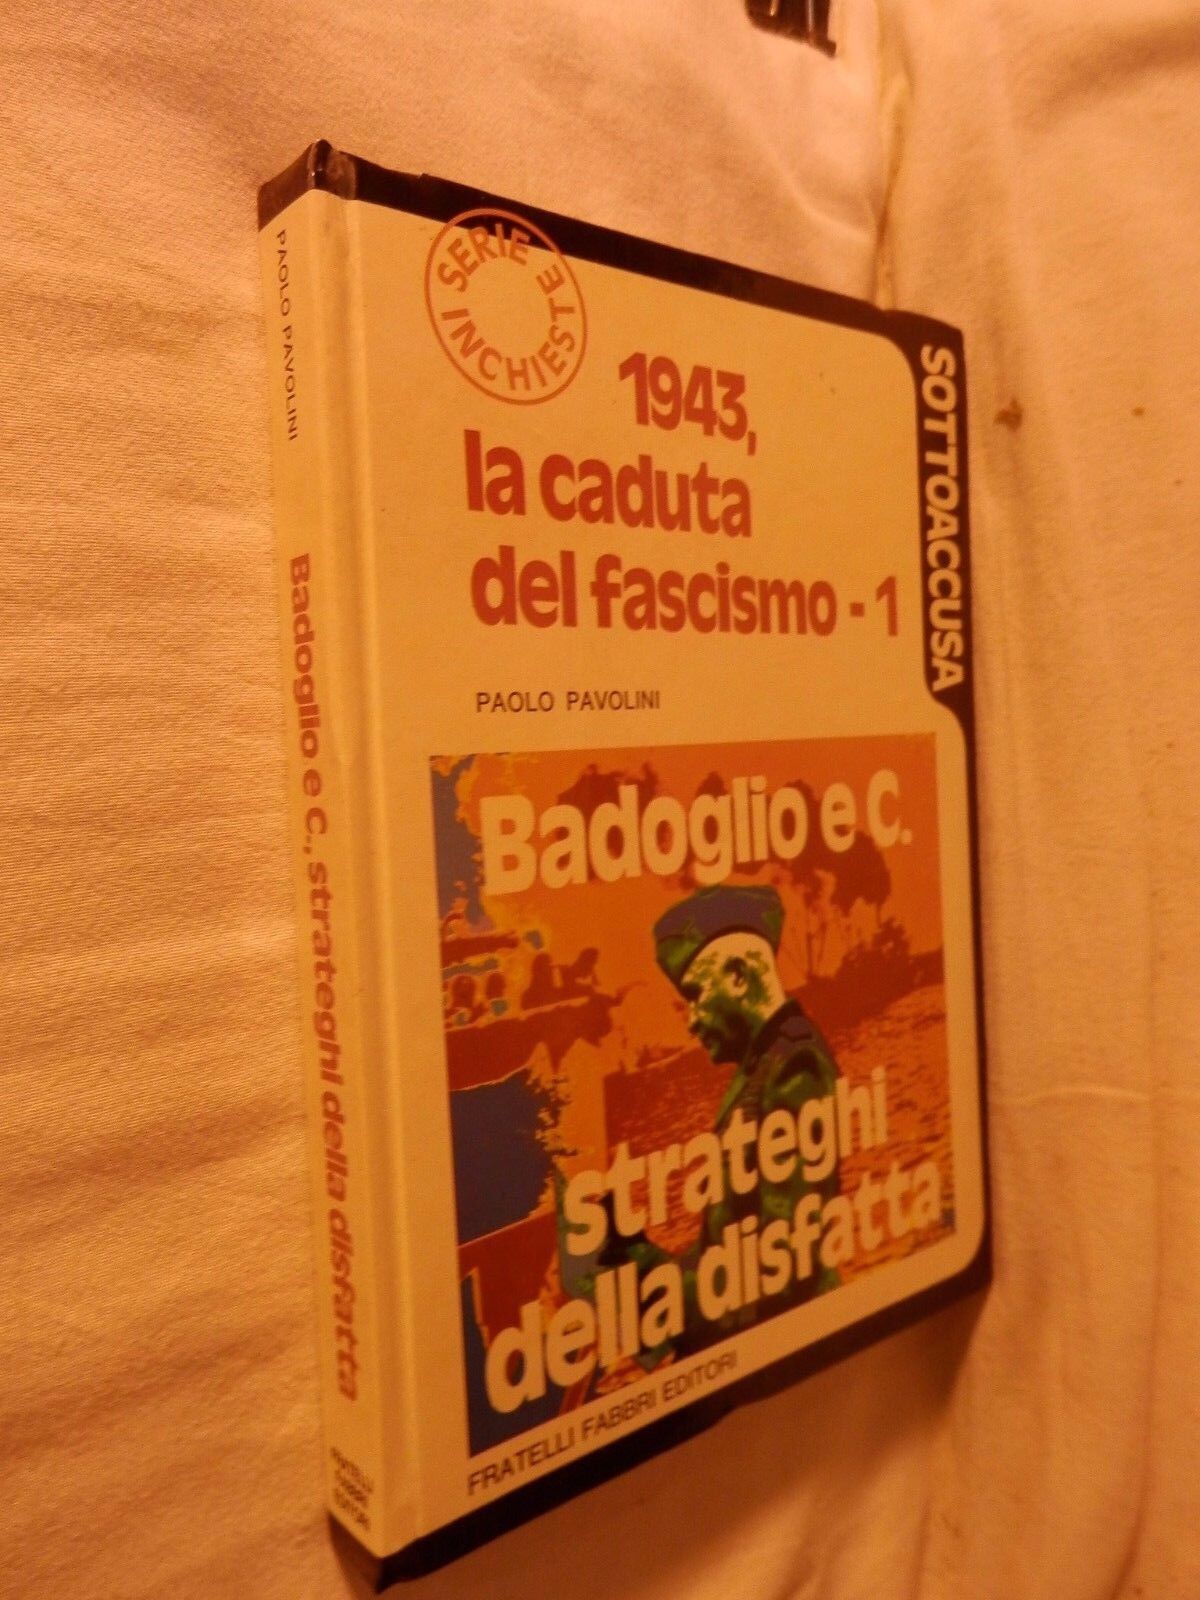 SERIE INCHIESTE
1943,
la caduta
del fascismo - 1
SOTTOACCUSA
PAOLO PAVOLINI
Badoglio e C.
strateghi
della disfatta
FRATELLI FABBRI EDITORI
PAOLO PAVOLINI
Badoglio e C., strateghi della disfatta
FRATELLI
FABBRI
EDITORI